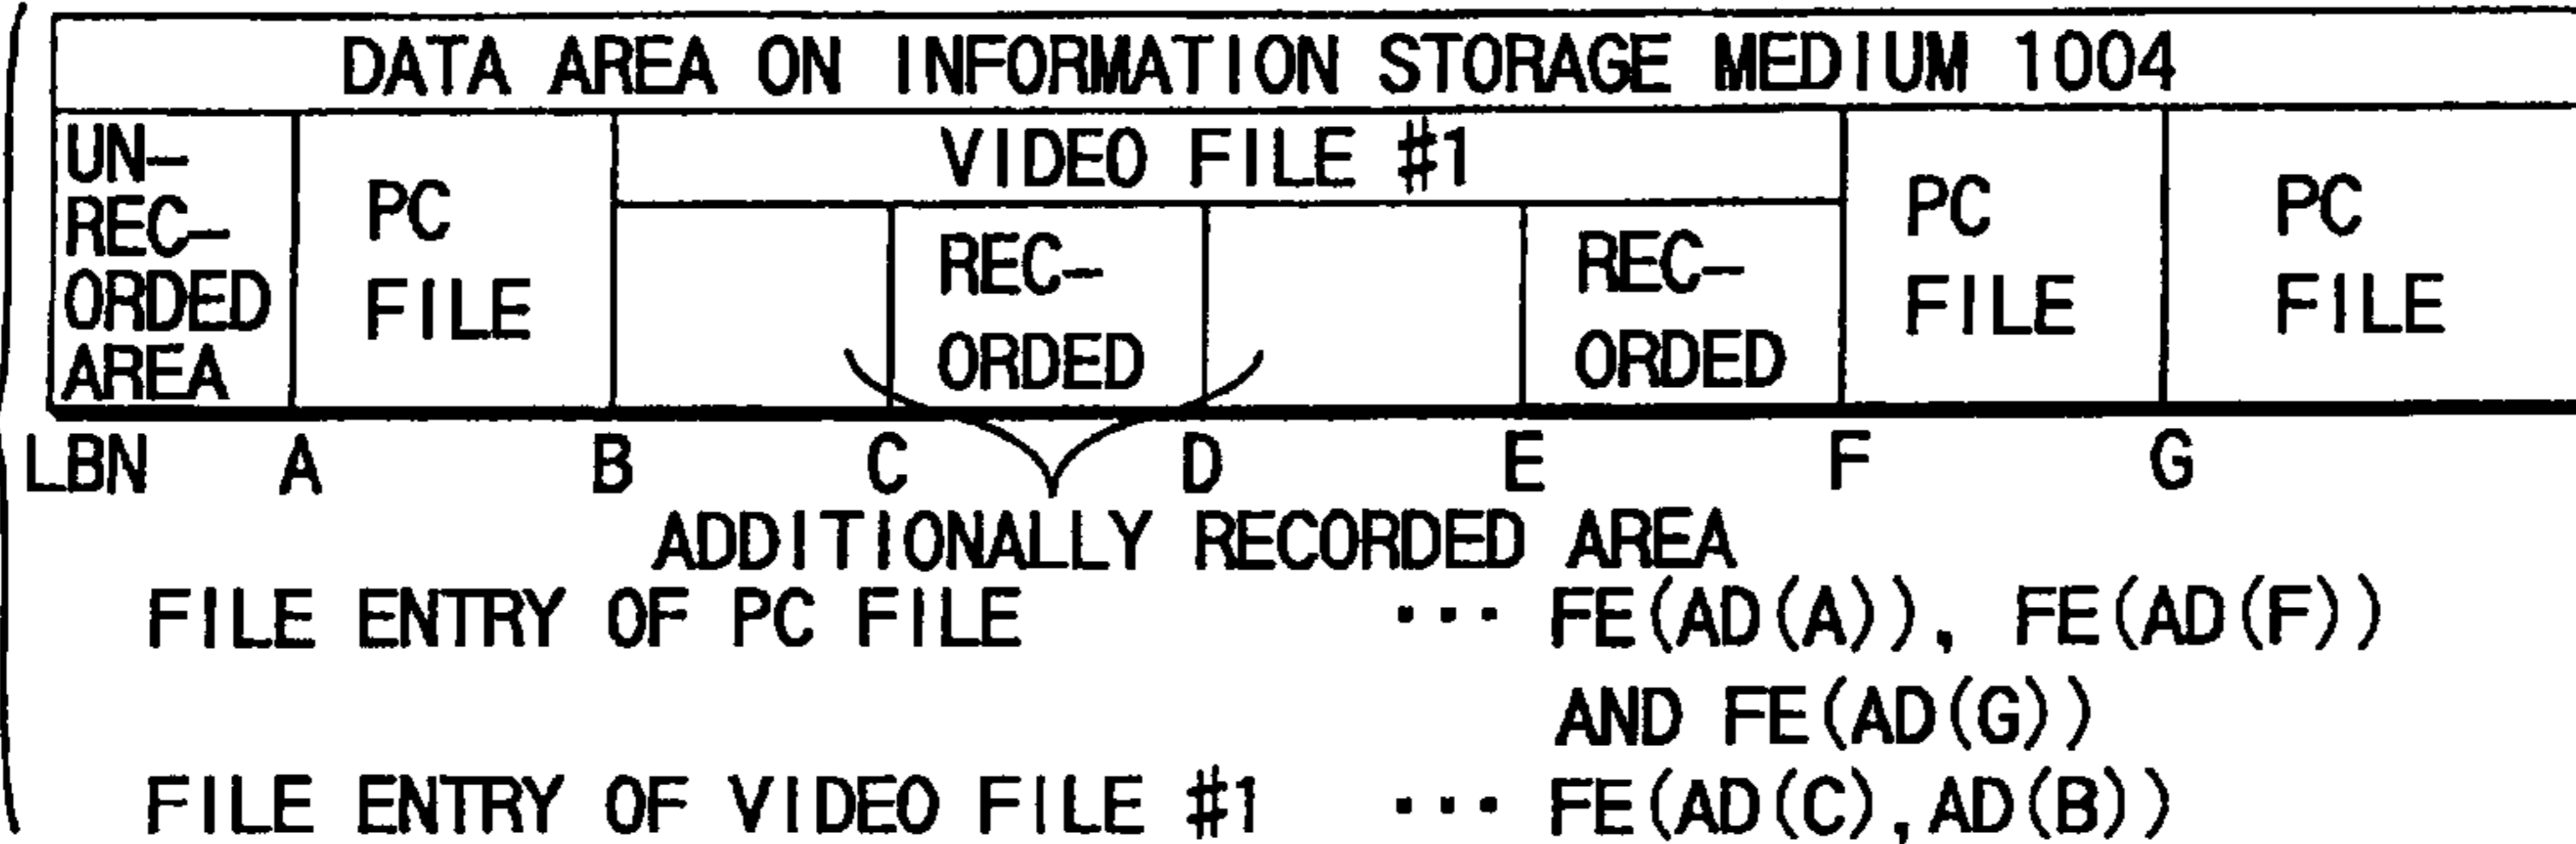 DATA AREA ON INFORMATION STORAGE MEDIUM 1004
UN-
REC-
ORDED
AREA
PC
FILE
VIDEO FILE #1
REC-
ORDED
REC-
ORDED
PC
FILE
PC
FILE
LBN A B C D E F G
ADDITIONALLY RECORDED AREA
FILE ENTRY OF PC FILE ··· FE(AD(A)), FE(AD(F))
AND FE(AD(G))
FILE ENTRY OF VIDEO FILE #1 ··· FE(AD(C),AD(B))